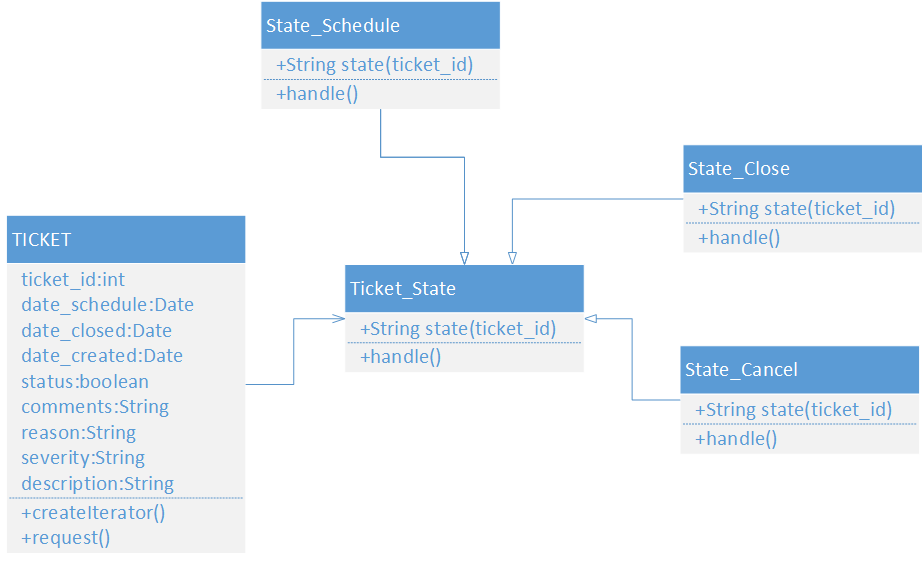 State_Schedule
+String state(ticket_id)
+handle()
State_Close
+String state(ticket_id)
+handle()
TICKET
ticket_id:int
date_schedule:Date
date_closed:Date
date_created:Date
status:boolean
comments:String
reason:String
severity:String
description:String
+createIterator()
+request()
Ticket_State
+String state(ticket_id)
+handle()
State_Cancel
+String state(ticket_id)
+handle()